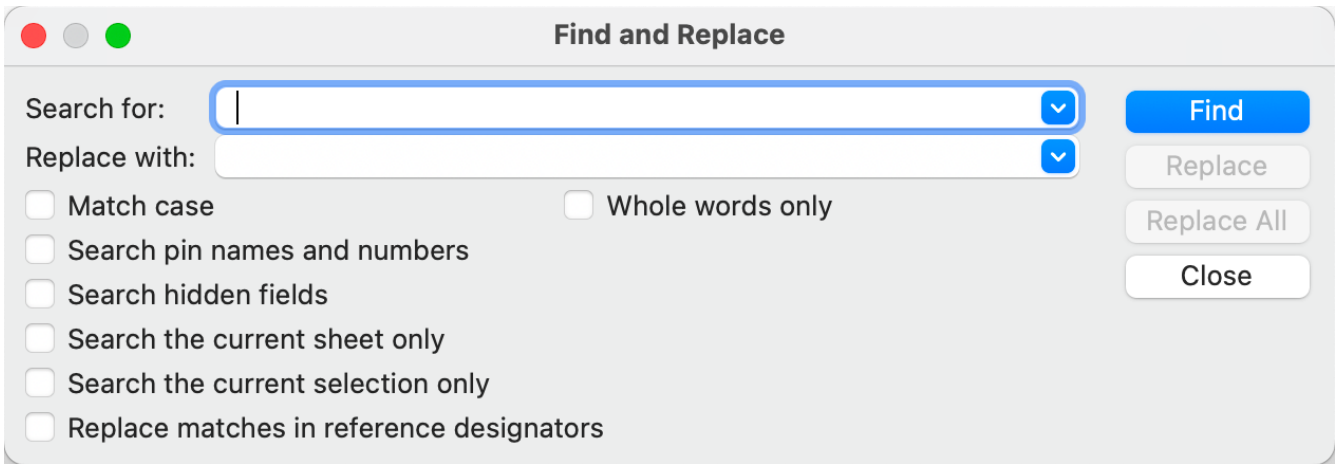 Find and Replace
Search for:
Find
Replace with:
Replace
Match case
Whole words only
Replace All
Search pin names and numbers
Close
Search hidden fields
Search the current sheet only
Search the current selection only
Replace matches in reference designators